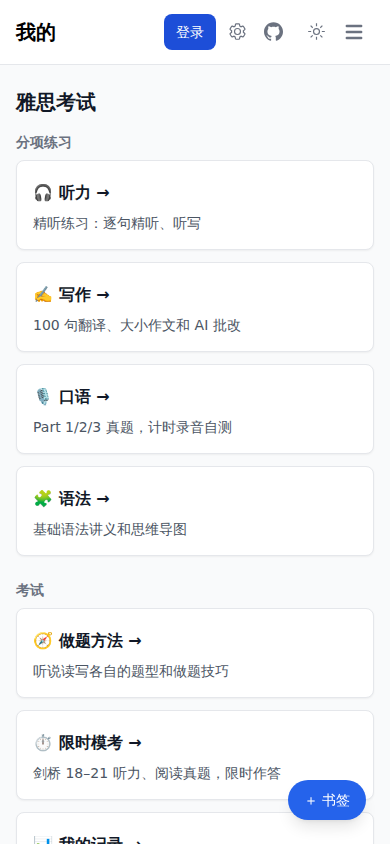 我的
登录
雅思考试
分项练习
🎧 听力 →
精听练习：逐句精听、听写
✍️ 写作 →
100 句翻译、大小作文和 AI 批改
🎙️ 口语 →
Part 1/2/3 真题，计时录音自测
🧩 语法 →
基础语法讲义和思维导图
考试
🧭 做题方法 →
听说读写各自的题型和做题技巧
⏱️ 限时模考 →
剑桥 18–21 听力、阅读真题，限时作答
+ 书签
📊 我的记录 →